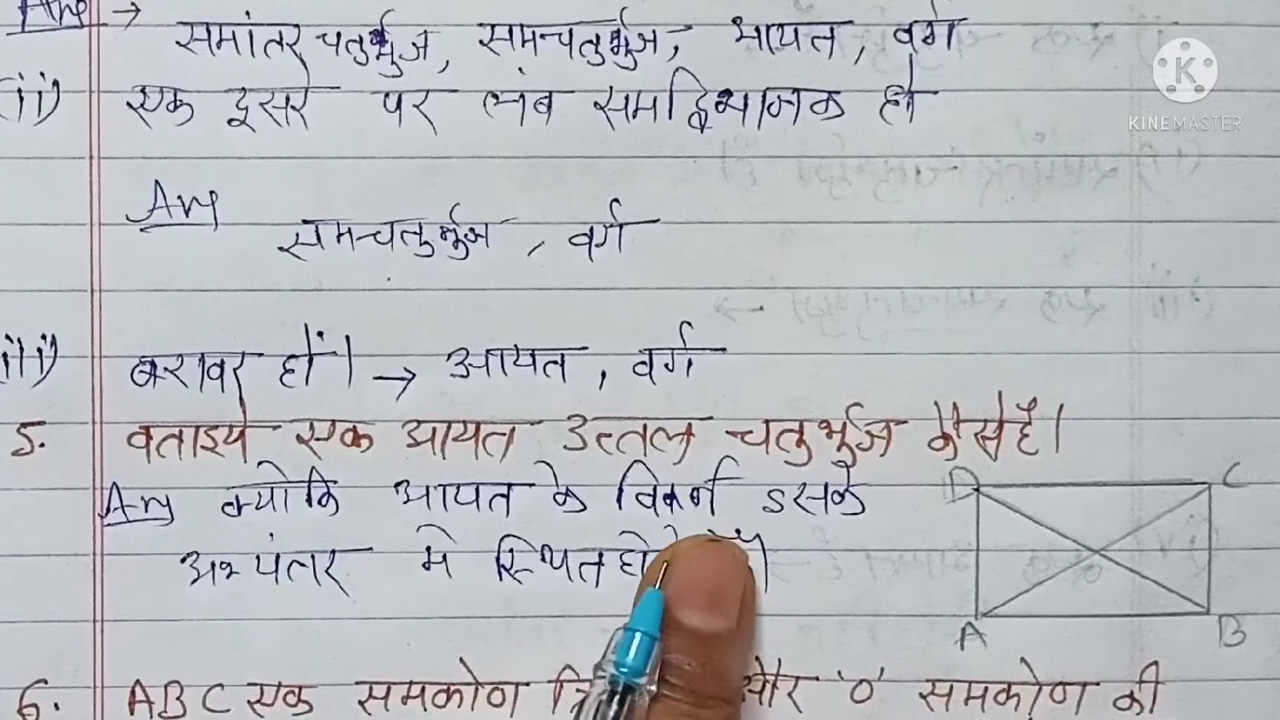 Ans → समांतर चतुर्भुज, समचतुर्भुज, आयत, वर्ग
(ii) एक दूसरे पर लंब समद्विभाजक हो
Ans समचतुर्भुज, वर्ग
(iii) बराबर हों। → आयत, वर्ग
5. बताइये एक आयत उत्तल चतुर्भुज कैसे है।
Ans क्योकि आयत के विकर्ण इसके
अभ्यंतर मे स्थित
D C
A B
6. ABC एक समकोण और 'O' समकोण की
K
KINEMASTER